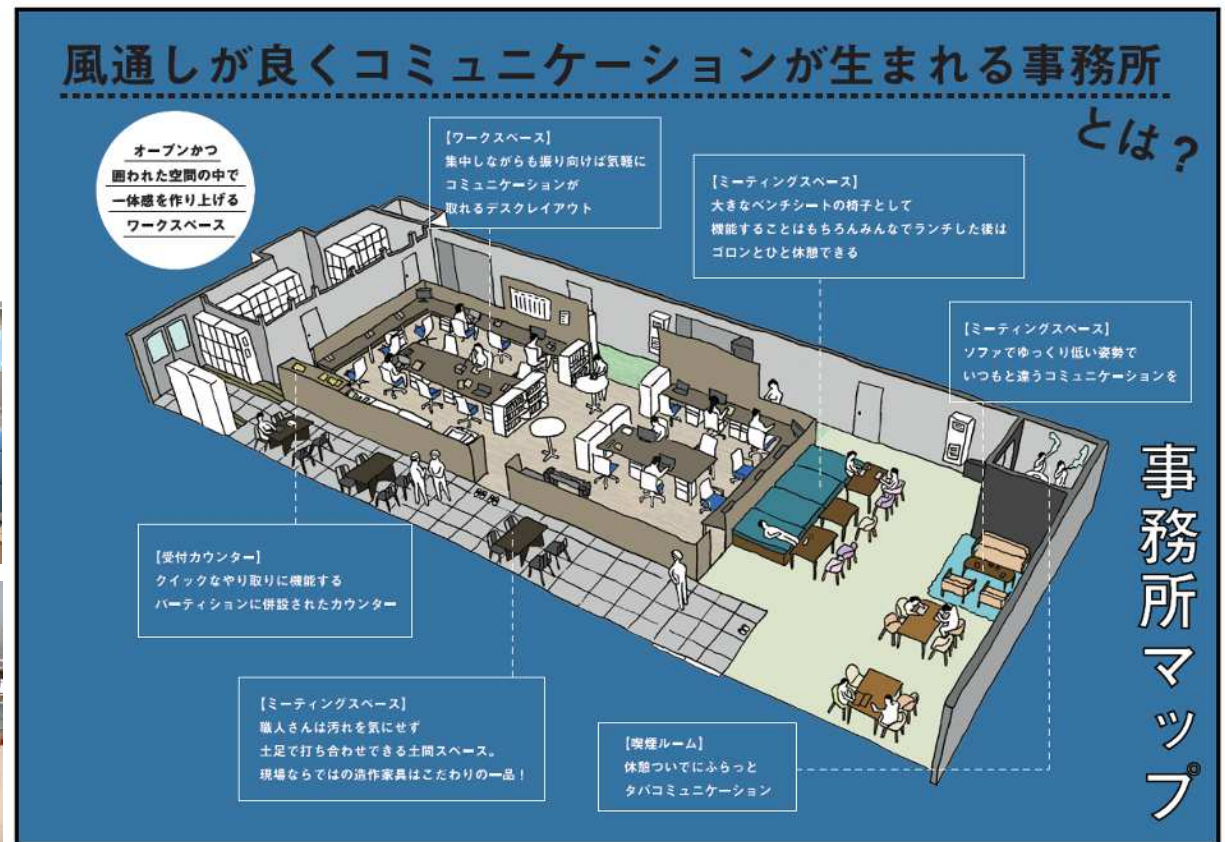 風通しが良くコミュニケーションが生まれる事務所
とは?
オープンかつ
囲われた空間の中で
一体感を作り上げる
ワークスペース
【ワークスペース】
集中しながらも振り向けば気軽に
コミュニケーションが
取れるデスクレイアウト
【ミーティングスペース】
大きなベンチシートの椅子として
機能することはもちろんみんなでランチした後は
ゴロンとひと休憩できる
【ミーティングスペース】
ソファでゆっくり低い姿勢で
いつもと違うコミュニケーションを
事務所マップ
【受付カウンター】
クイックなやり取りに機能する
パーティションに併設されたカウンター
【ミーティングスペース】
職人さんは汚れを気にせず
土足で打ち合わせできる土間スペース。
現場ならではの造作家具はこだわりの一品！
【喫煙ルーム】
休憩ついでにふらっと
タバコミュニケーション